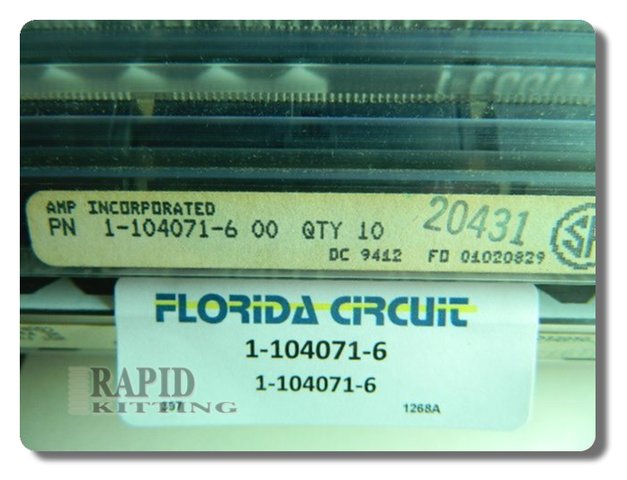 AMP INCORPORATED
PN 1-104071-6 00 QTY 10
20431
DC 9412 FO 01020829
FLORIDA CIRCUIT
1-104071-6
1-104071-6
RAPID
KITTING
1268A